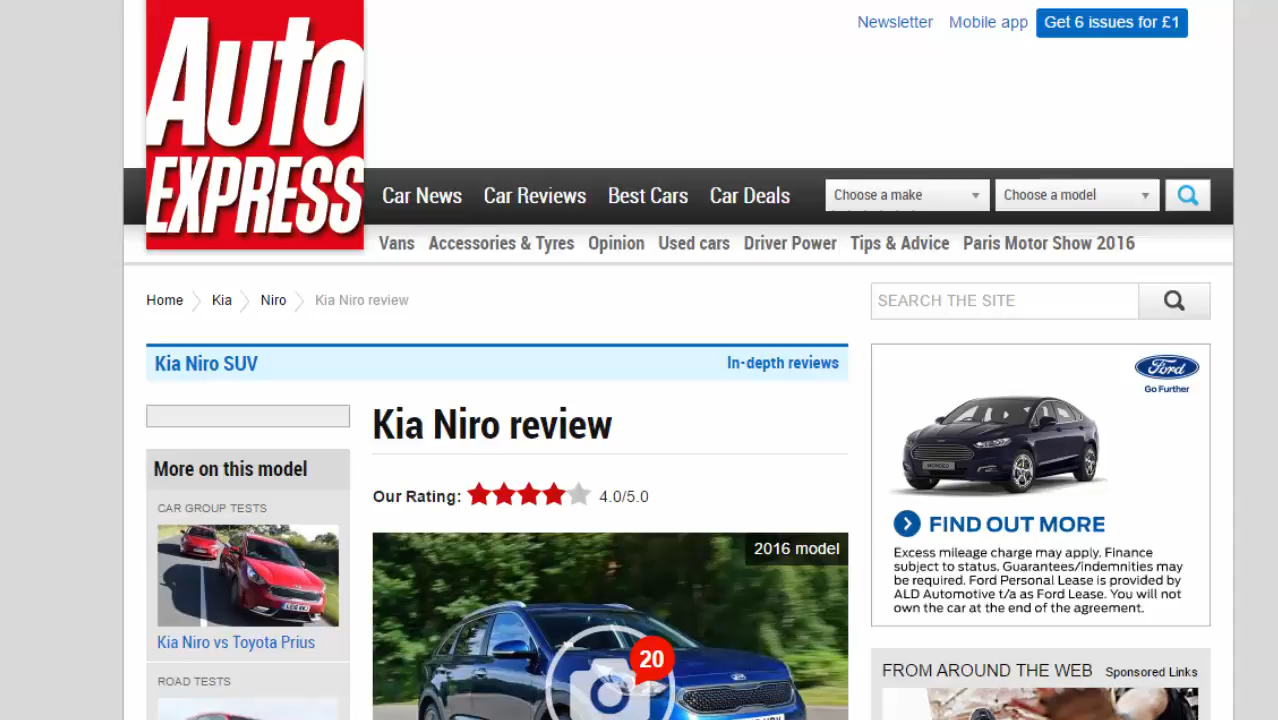 Auto
EXPRESS
Newsletter Mobile app Get 6 issues for £1
Car News Car Reviews Best Cars Car Deals Choose a make Choose a model
Vans Accessories & Tyres Opinion Used cars Driver Power Tips & Advice Paris Motor Show 2016
Home Kia Niro Kia Niro review
SEARCH THE SITE
Kia Niro SUV In-depth reviews
Kia Niro review
Our Rating: 4.0/5.0
2016 model
20
More on this model
CAR GROUP TESTS
Kia Niro vs Toyota Prius
ROAD TESTS
Ford
Go Further
MONDEO
FIND OUT MORE
Excess mileage charge may apply. Finance
subject to status. Guarantees/indemnities may
be required. Ford Personal Lease is provided by
ALD Automotive t/a as Ford Lease. You will not
own the car at the end of the agreement.
FROM AROUND THE WEB Sponsored Links